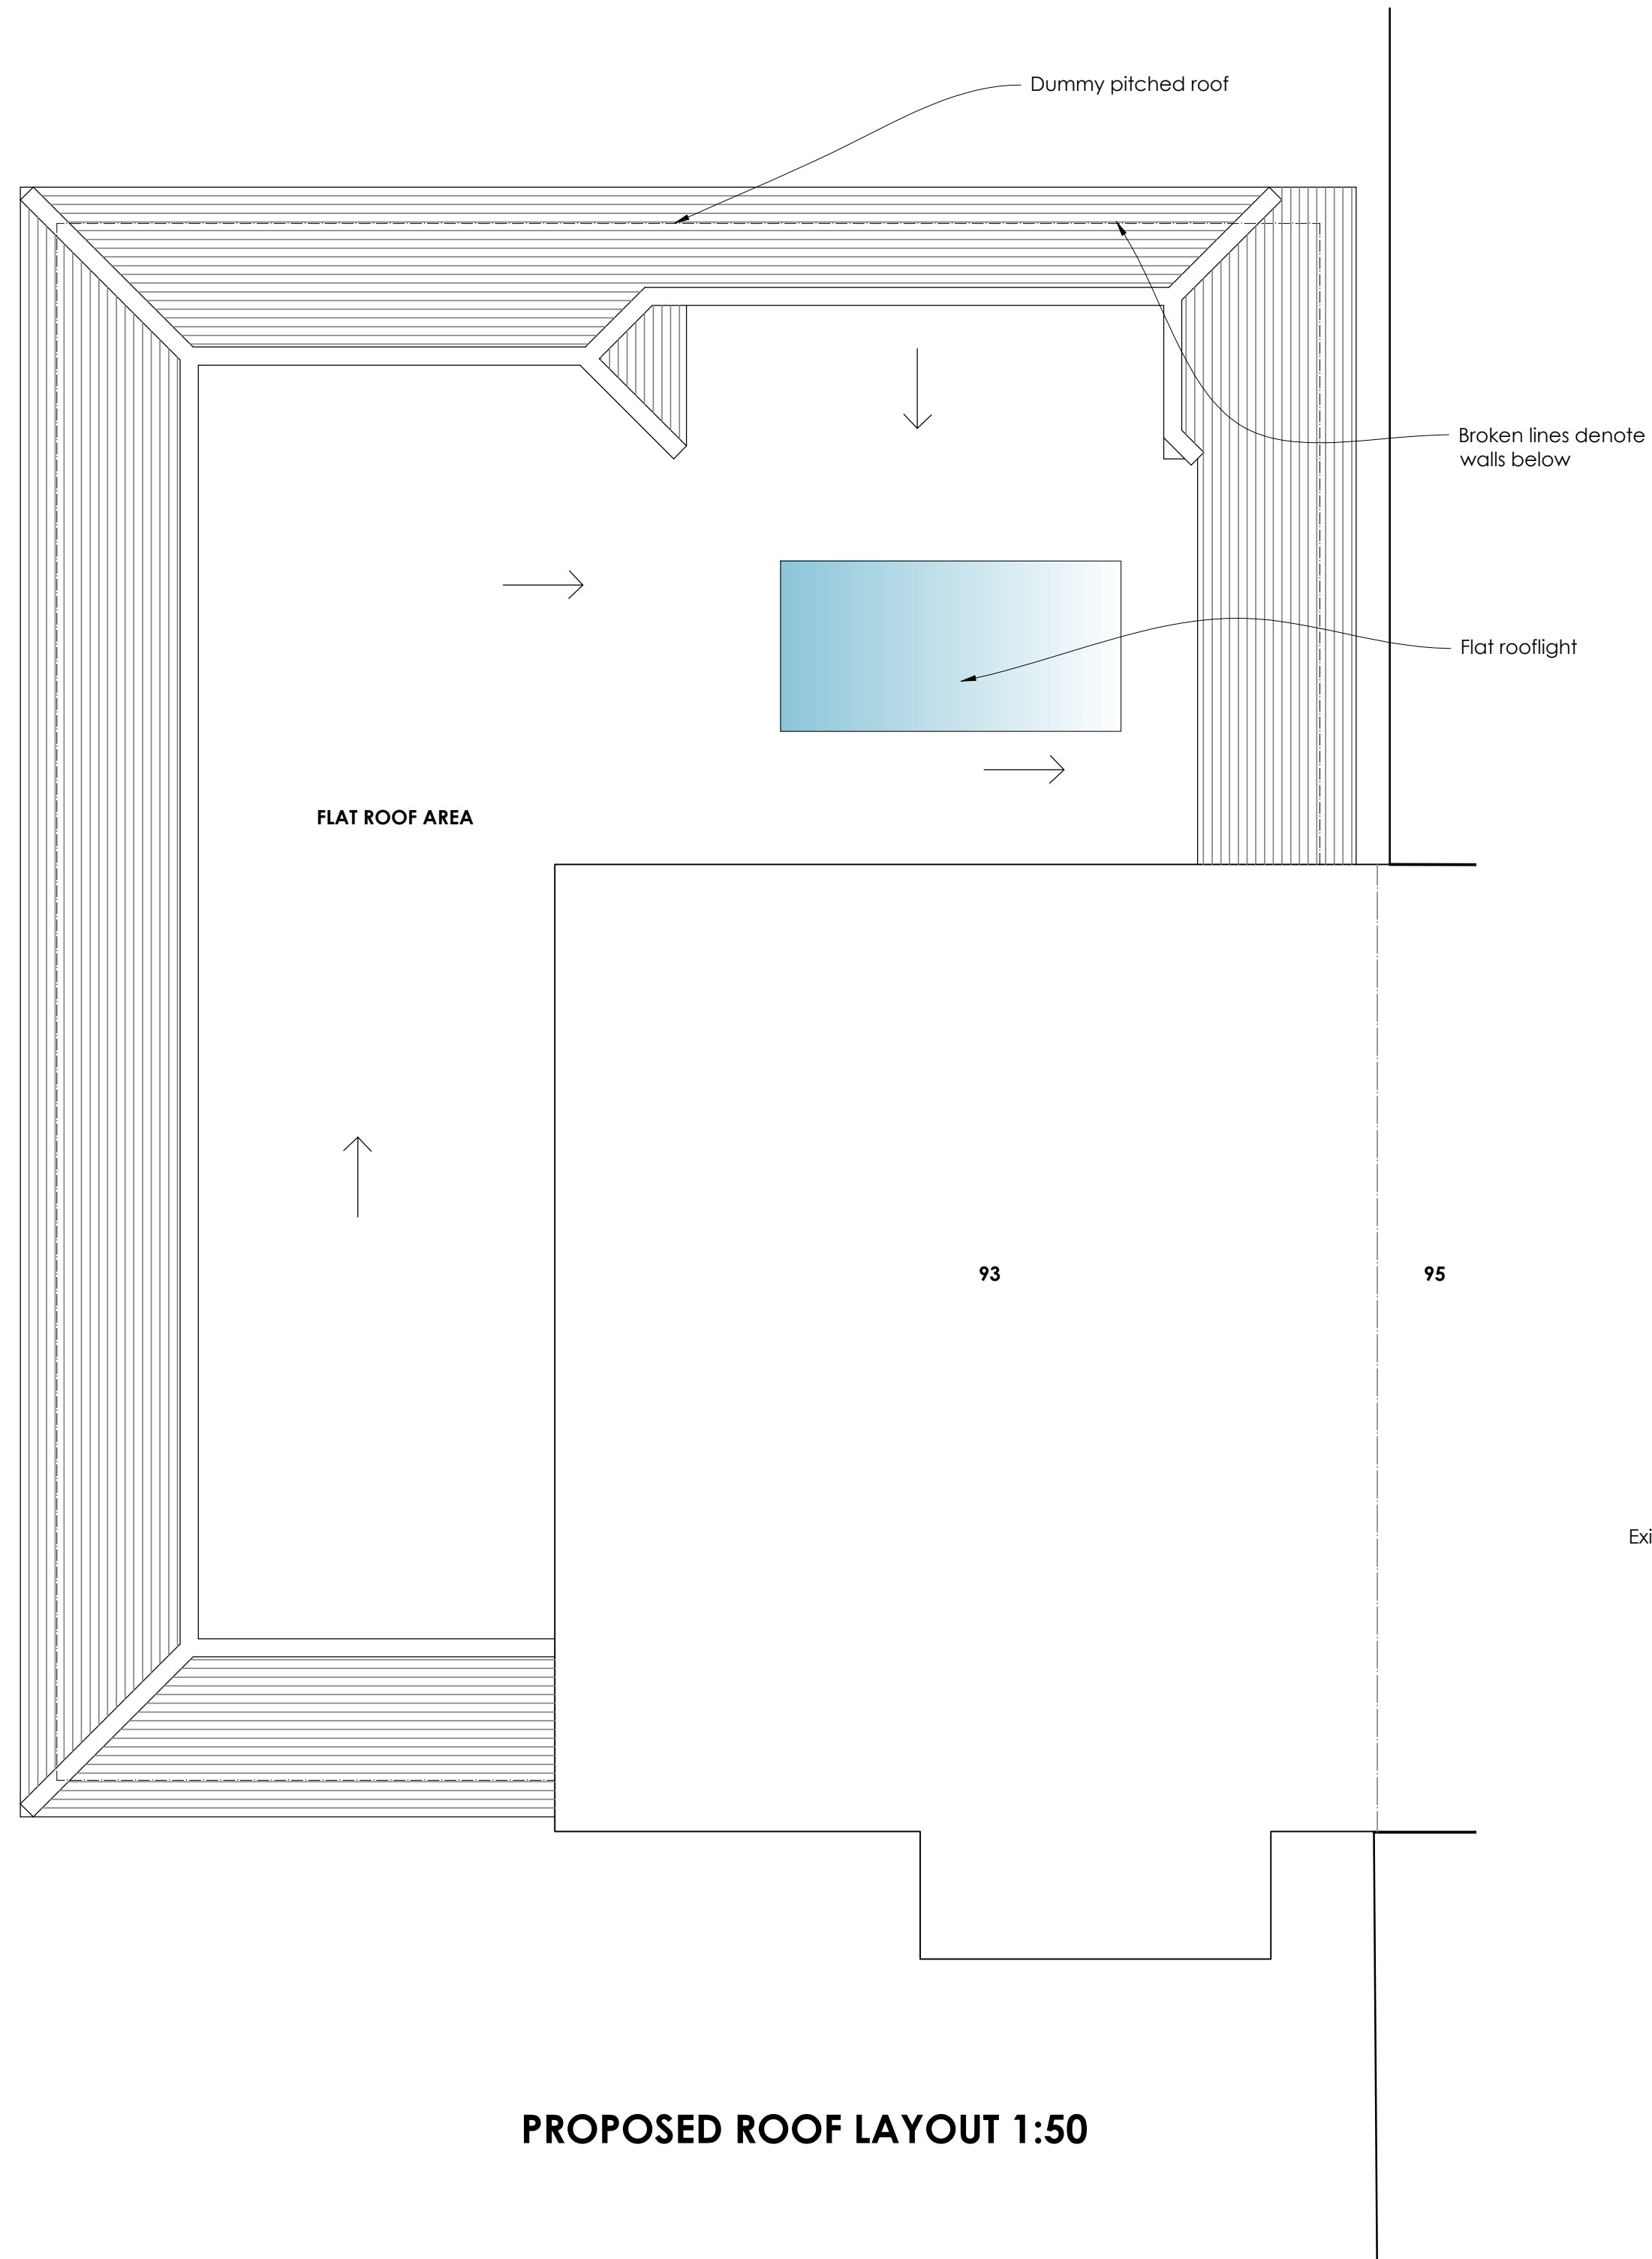 Dummy pitched roof
Broken lines denote
walls below
Flat rooflight
FLAT ROOF AREA
93
95
Exi
PROPOSED ROOF LAYOUT 1:50